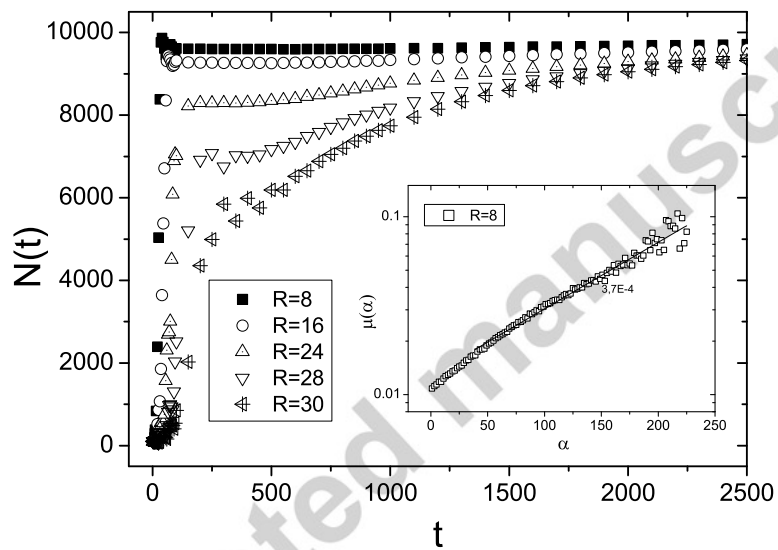 10000
8000
6000
4000
2000
0
N(t)
0
500
1000
1500
2000
2500
t
R=8
R=16
R=24
R=28
R=30
0.1
0.01
μ(α)
R=8
3,7E-4
0
50
100
150
200
250
α
ted manuscri